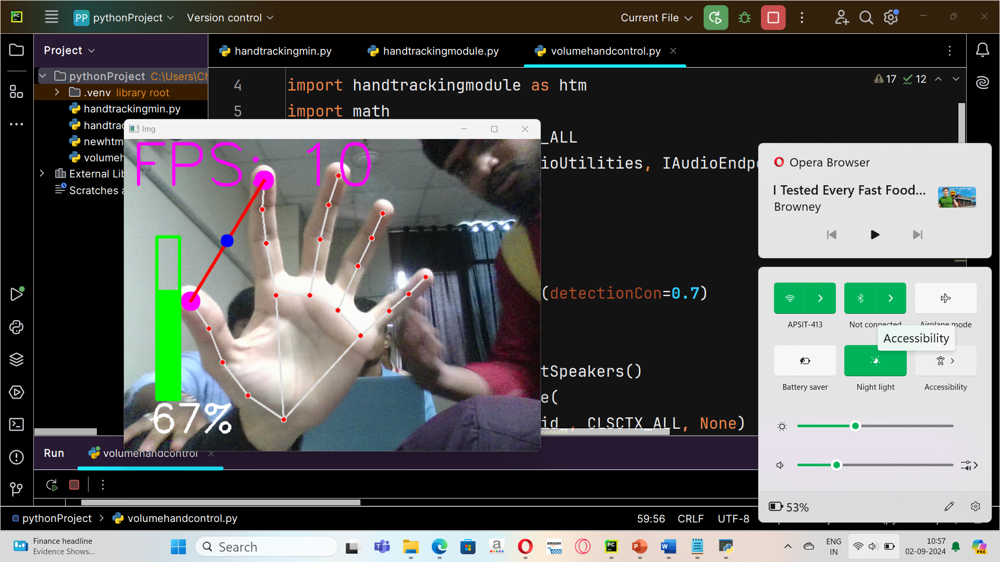 PC
PP pythonProject
Version control
Current File
Project
handtrackingmin.py
handtrackingmodule.py
volumehandcontrol.py
pythonProject C:\Users\Ch
.venv library root
handtrackingmin.py
handtrac
newhtm
volumeh
External Lib
Scratches a
4 import handtrackingmodule as htm
5 import math
17 12
_ALL
ioUtilities, IAudioEndpo
(detectionCon=0.7)
tSpeakers()
e(
id_, CLSCTX_ALL, None)
Img
FPS: 10
67%
Opera Browser
I Tested Every Fast Food...
Browney
APSIT-413
Not connected
Airplane mode
Accessibility
Battery saver
Night light
Accessibility
53%
Run
volumehandcontrol
pythonProject > volumehandcontrol.py
59:56 CRLF UTF-8
Finance headline
Evidence Shows...
Search
amazon
ENG
IN
10:57
02-09-2024
PRE